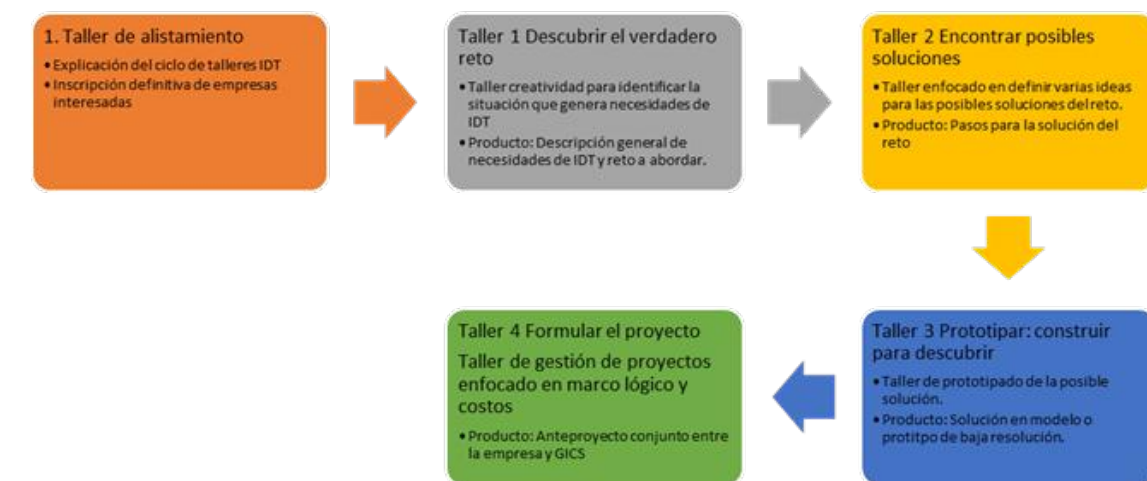 1. Taller de alistamiento
• Explicación del ciclo de talleres IDT
• Inscripción definitiva de empresas
interesadas
Taller 1 Descubrir el verdadero
reto
• Taller creatividad para identificar la
situación que genera necesidades de
IDT
• Producto: Descripción general de
necesidades de IDT y reto a abordar.
Taller 2 Encontrar posibles
soluciones
• Taller enfocado en definir varias ideas
para las posibles soluciones del reto.
• Producto: Pasos para la solución del
reto
Taller 3 Prototipar: construir
para descubrir
• Taller de prototipado de la posible
solución.
• Producto: Solución en modelo o
protitpo de baja resolución.
Taller 4 Formular el proyecto
Taller de gestión de proyectos
enfocado en marco lógico y
costos
• Producto: Anteproyecto conjunto entre
la empresa y GICS